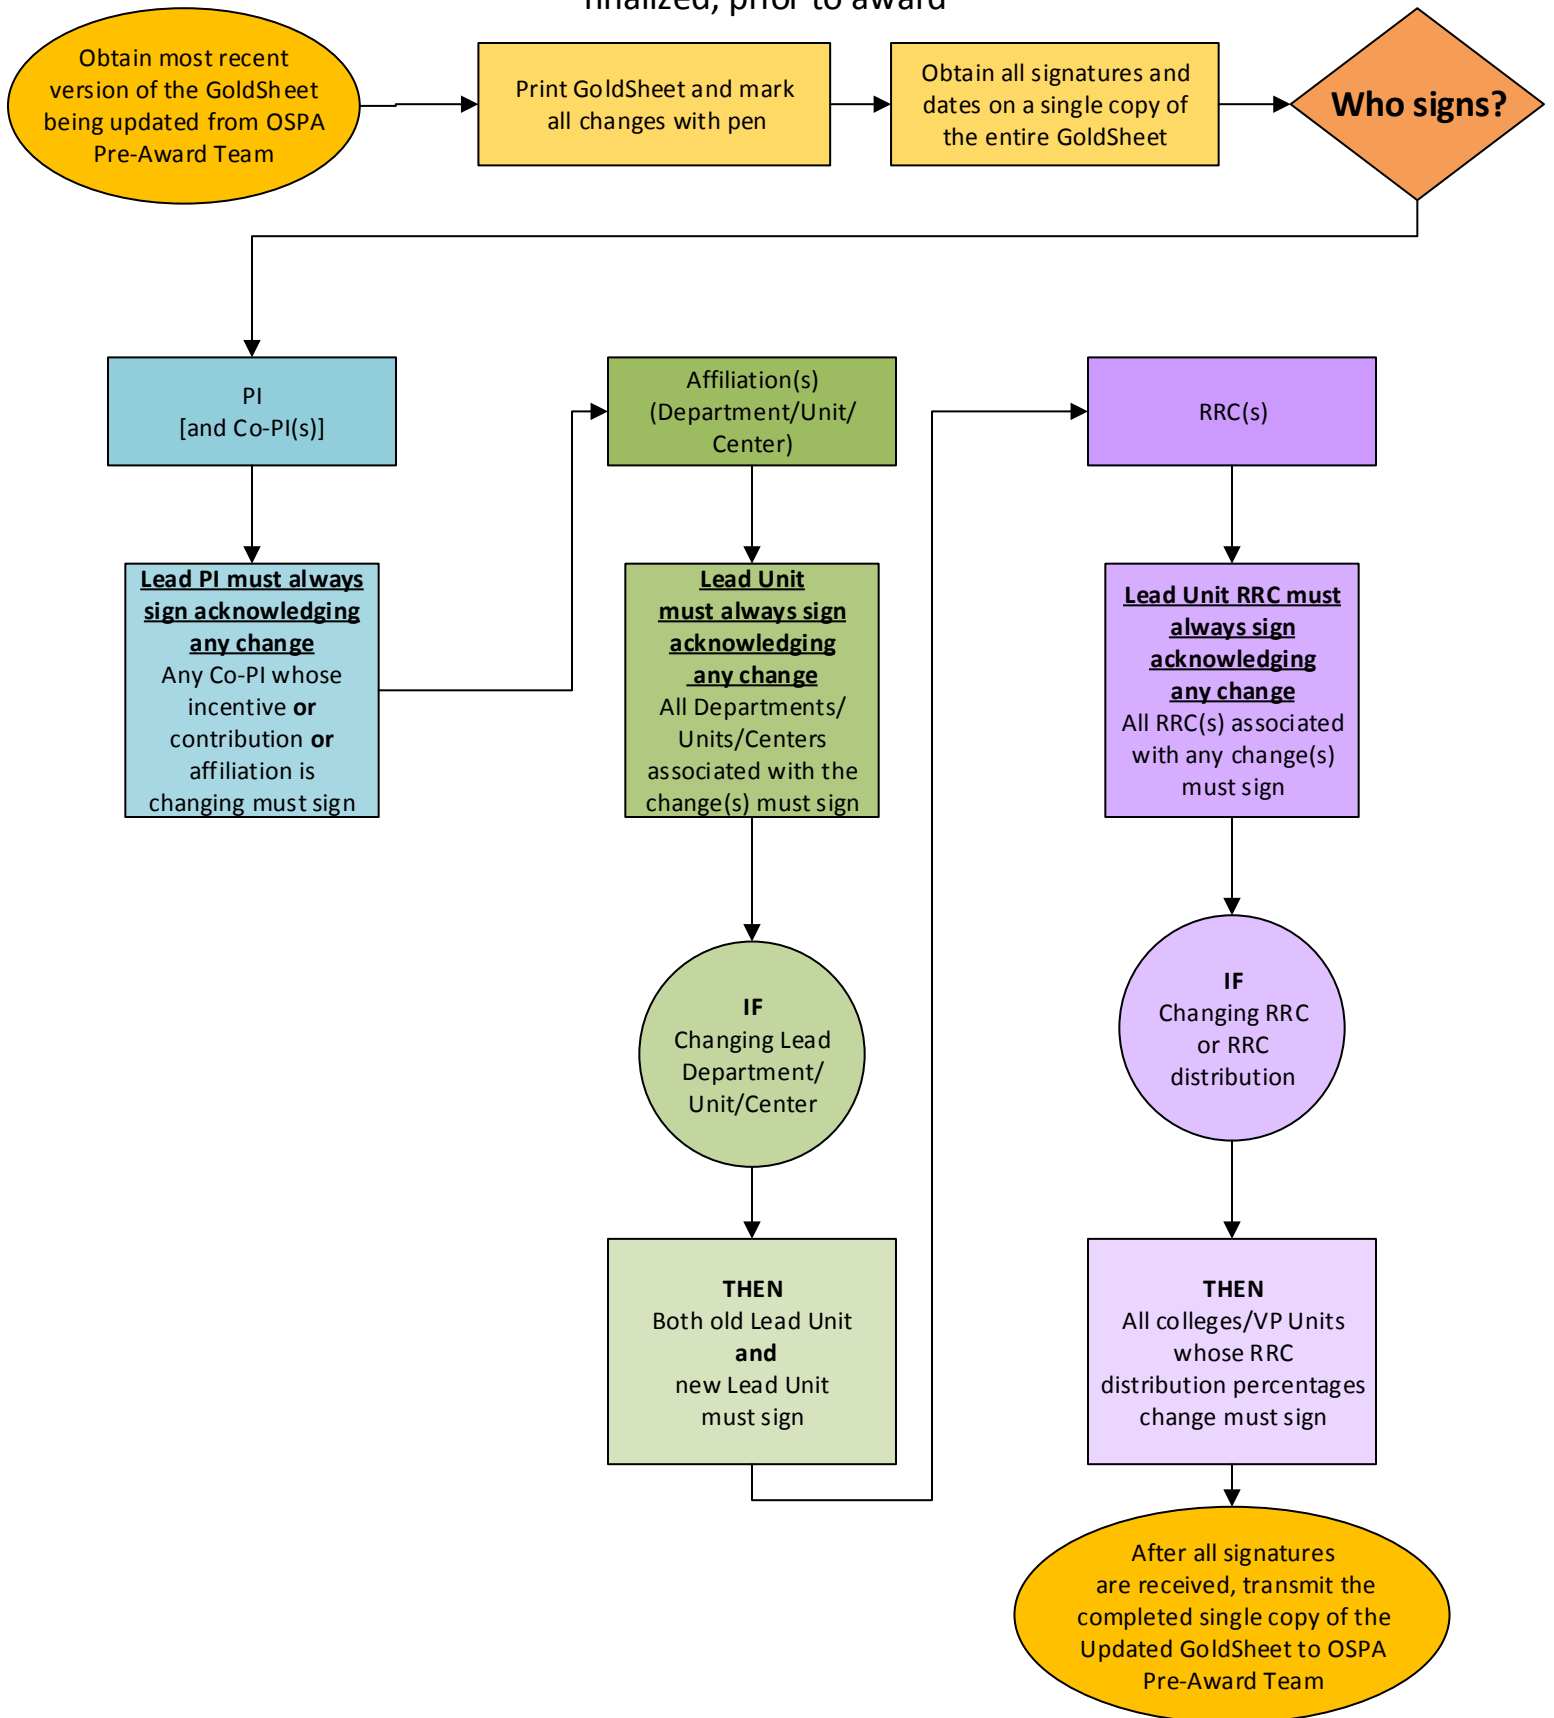 finalized, prior to award
Obtain most recent
version of the GoldSheet
being updated from OSPA
Pre-Award Team
Print GoldSheet and mark
all changes with pen
Obtain all signatures and
dates on a single copy of
the entire GoldSheet
Who signs?
PI
[and Co-PI(s)]
Affiliation(s)
(Department/Unit/
Center)
RRC(s)
Lead PI must always
sign acknowledging
any change
Any Co-PI whose
incentive or
contribution or
affiliation is
changing must sign
Lead Unit
must always sign
acknowledging
any change
All Departments/
Units/Centers
associated with the
change(s) must sign
Lead Unit RRC must
always sign
acknowledging
any change
All RRC(s) associated
with any change(s)
must sign
IF
Changing Lead
Department/
Unit/Center
IF
Changing RRC
or RRC
distribution
THEN
Both old Lead Unit
and
new Lead Unit
must sign
THEN
All colleges/VP Units
whose RRC
distribution percentages
change must sign
After all signatures
are received, transmit the
completed single copy of the
Updated GoldSheet to OSPA
Pre-Award Team